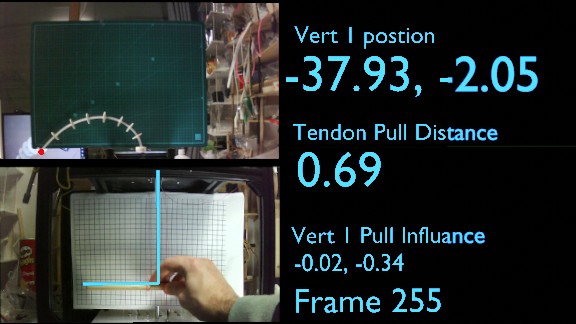 Vert 1 postion
-37.93, -2.05
Tendon Pull Distance
0.69
Vert 1 Pull Influance
-0.02, -0.34
Frame 255